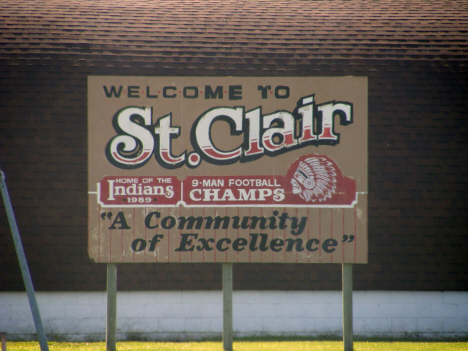 WELCOME TO
St. Clair
HOME OF THE
Indians
1989
9-MAN FOOTBALL
CHAMPS
"A Community
of Excellence"